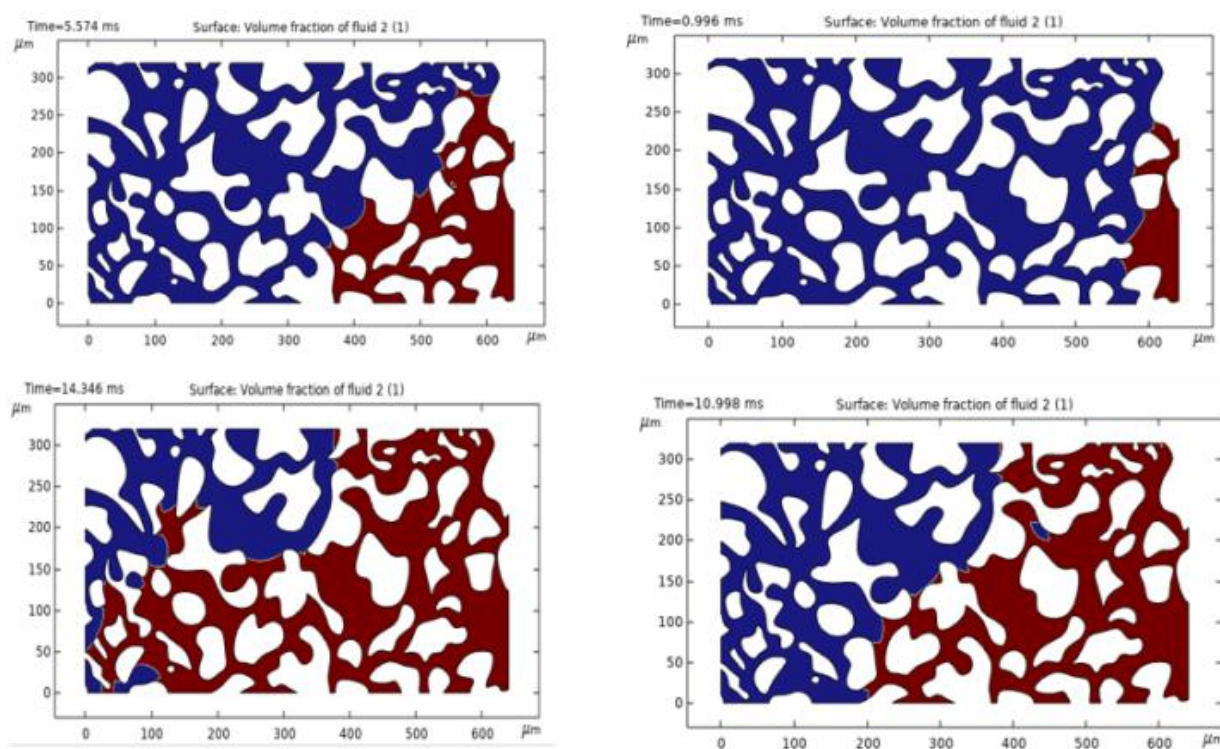 Time=5.574 ms Surface: Volume fraction of fluid 2 (1)
μm
300
250
200
150
100
50
0
0 100 200 300 400 500 600 μm
Time=0.996 ms Surface: Volume fraction of fluid 2 (1)
μm
300
250
200
150
100
50
0
0 100 200 300 400 500 600 μm
Time=14.346 ms Surface: Volume fraction of fluid 2 (1)
μm
300
250
200
150
100
50
0
0 100 200 300 400 500 600 μm
Time=10.998 ms Surface: Volume fraction of fluid 2 (1)
μm
300
250
200
150
100
50
0
0 100 200 300 400 500 600 μm